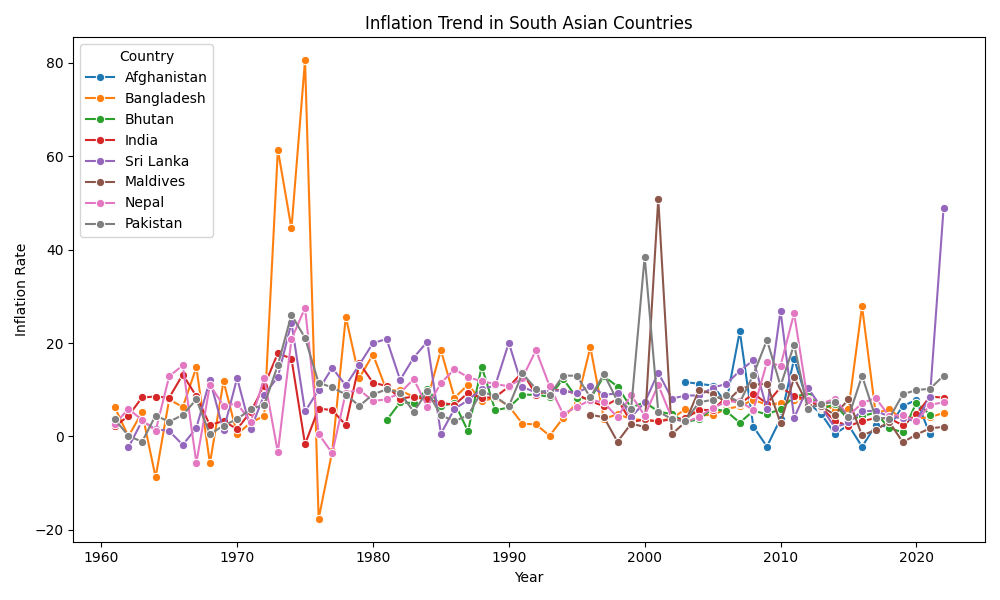 Inflation Trend in South Asian Countries
Country
Afghanistan
Bangladesh
Bhutan
India
Sri Lanka
Maldives
Nepal
Pakistan
80
60
40
20
0
−20
Inflation Rate
1960 1970 1980 1990 2000 2010 2020
Year